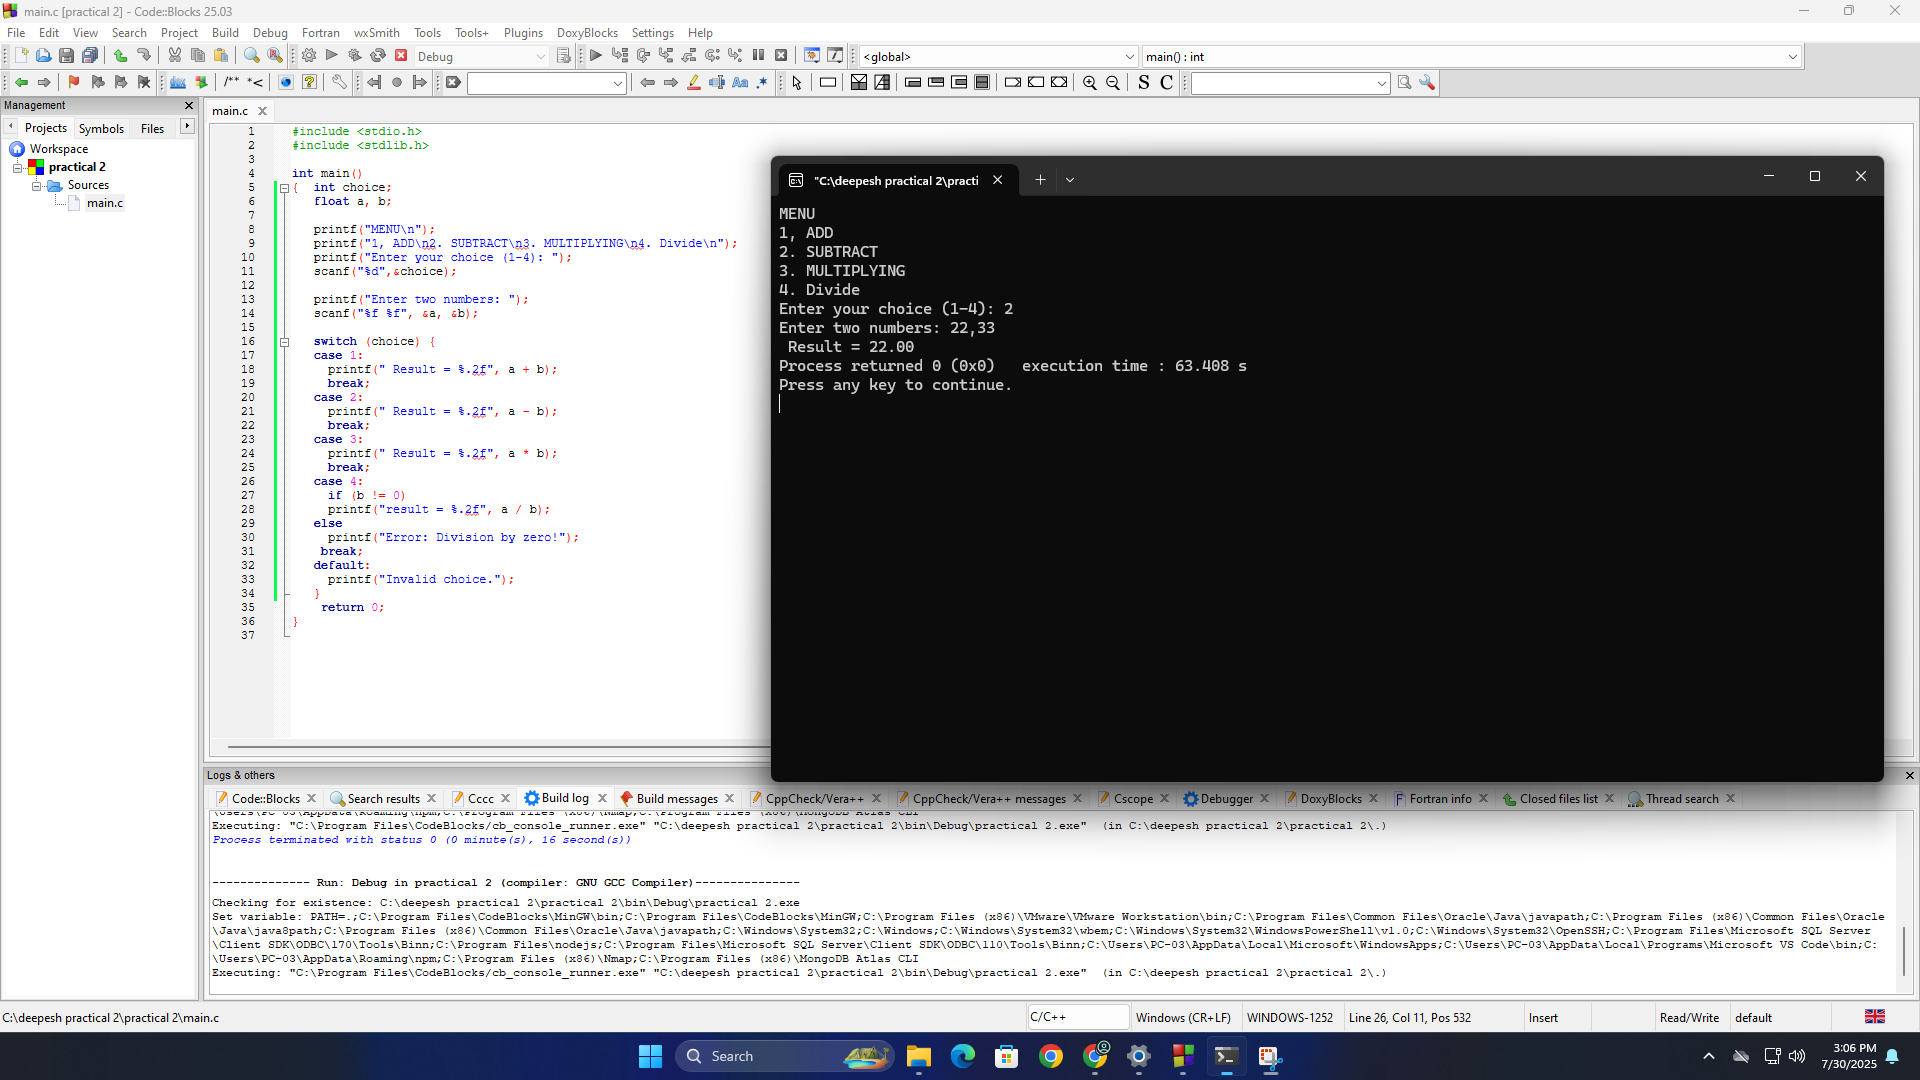 main.c [practical 2] - Code::Blocks 25.03
File Edit View Search Project Build Debug Fortran wxSmith Tools Tools+ Plugins DoxyBlocks Settings Help
Debug
<global>
main() : int
/** *<
Aa .*
S C
Management
Projects Symbols Files
Workspace
practical 2
Sources
main.c
main.c
1 #include <stdio.h>
2 #include <stdlib.h>
3
4 int main()
5 { int choice;
6 float a, b;
7
8 printf("MENU\n");
9 printf("1, ADD\n2. SUBTRACT\n3. MULTIPLYING\n4. Divide\n");
10 printf("Enter your choice (1-4): ");
11 scanf("%d",&choice);
12
13 printf("Enter two numbers: ");
14 scanf("%f %f", &a, &b);
15
16 switch (choice) {
17 case 1:
18 printf(" Result = %.2f", a + b);
19 break;
20 case 2:
21 printf(" Result = %.2f", a - b);
22 break;
23 case 3:
24 printf(" Result = %.2f", a * b);
25 break;
26 case 4:
27 if (b != 0)
28 printf("result = %.2f", a / b);
29 else
30 printf("Error: Division by zero!");
31 break;
32 default:
33 printf("Invalid choice.");
34 }
35 return 0;
36 }
37
"C:\deepesh practical 2\practi
MENU
1, ADD
2. SUBTRACT
3. MULTIPLYING
4. Divide
Enter your choice (1-4): 2
Enter two numbers: 22,33
Result = 22.00
Process returned 0 (0x0)   execution time : 63.408 s
Press any key to continue.
Logs & others
Code::Blocks Search results Cccc Build log Build messages CppCheck/Vera++ CppCheck/Vera++ messages Cscope Debugger DoxyBlocks Fortran info Closed files list Thread search
\Users\PC-03\AppData\Roaming\npm;C:\Program Files (x86)\Nmap;C:\Program Files (x86)\MongoDB Atlas CLI
Executing: "C:\Program Files\CodeBlocks/cb_console_runner.exe" "C:\deepesh practical 2\practical 2\bin\Debug\practical 2.exe"  (in C:\deepesh practical 2\practical 2\.)
Process terminated with status 0 (0 minute(s), 16 second(s))
-------------- Run: Debug in practical 2 (compiler: GNU GCC Compiler)---------------
Checking for existence: C:\deepesh practical 2\practical 2\bin\Debug\practical 2.exe
Set variable: PATH=.;C:\Program Files\CodeBlocks\MinGW\bin;C:\Program Files\CodeBlocks\MinGW;C:\Program Files (x86)\VMware\VMware Workstation\bin;C:\Program Files\Common Files\Oracle\Java\javapath;C:\Program Files (x86)\Common Files\Oracle
\Java\java8path;C:\Program Files (x86)\Common Files\Oracle\Java\javapath;C:\Windows\System32;C:\Windows;C:\Windows\System32\wbem;C:\Windows\System32\WindowsPowerShell\v1.0;C:\Windows\System32\OpenSSH;C:\Program Files\Microsoft SQL Server
\Client SDK\ODBC\170\Tools\Binn;C:\Program Files\nodejs;C:\Program Files\Microsoft SQL Server\Client SDK\ODBC\110\Tools\Binn;C:\Users\PC-03\AppData\Local\Microsoft\WindowsApps;C:\Users\PC-03\AppData\Local\Programs\Microsoft VS Code\bin;C:
\Users\PC-03\AppData\Roaming\npm;C:\Program Files (x86)\Nmap;C:\Program Files (x86)\MongoDB Atlas CLI
Executing: "C:\Program Files\CodeBlocks/cb_console_runner.exe" "C:\deepesh practical 2\practical 2\bin\Debug\practical 2.exe"  (in C:\deepesh practical 2\practical 2\.)
C:\deepesh practical 2\practical 2\main.c
C/C++
Windows (CR+LF)
WINDOWS-1252
Line 26, Col 11, Pos 532
Insert
Read/Write
default
Search
3:06 PM
7/30/2025